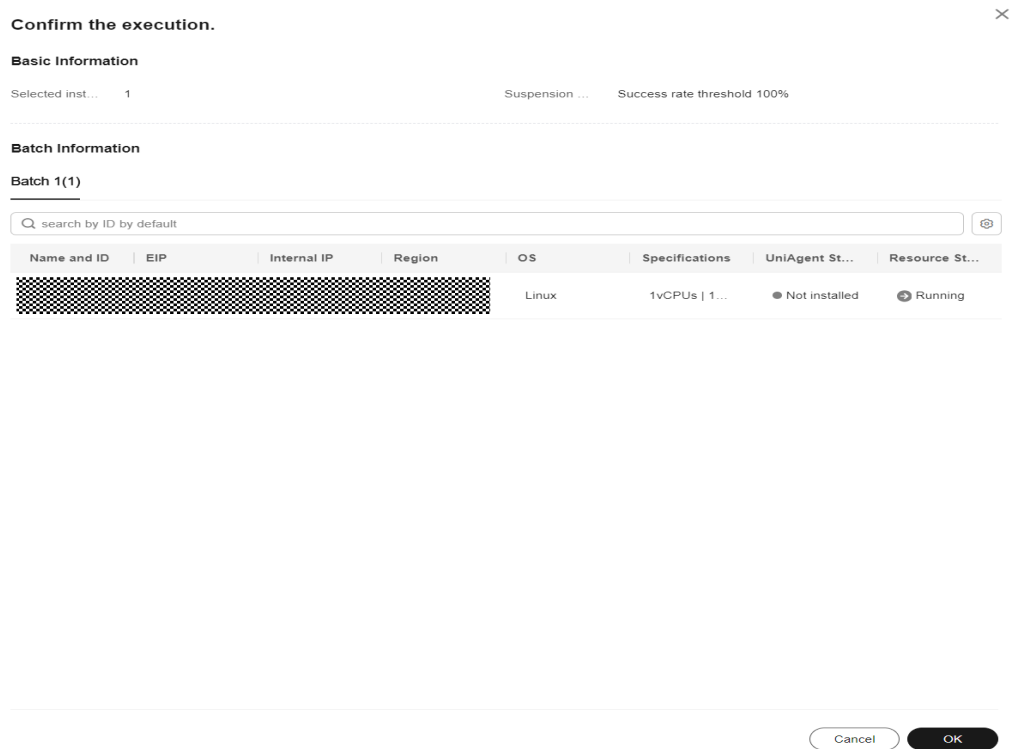 Confirm the execution.
Basic Information
Selected inst... 1 Suspension ... Success rate threshold 100%
Batch Information
Batch 1(1)
search by ID by default
Name and ID EIP Internal IP Region OS Specifications UniAgent St... Resource St...
Linux 1vCPUs | 1... Not installed Running
Cancel OK